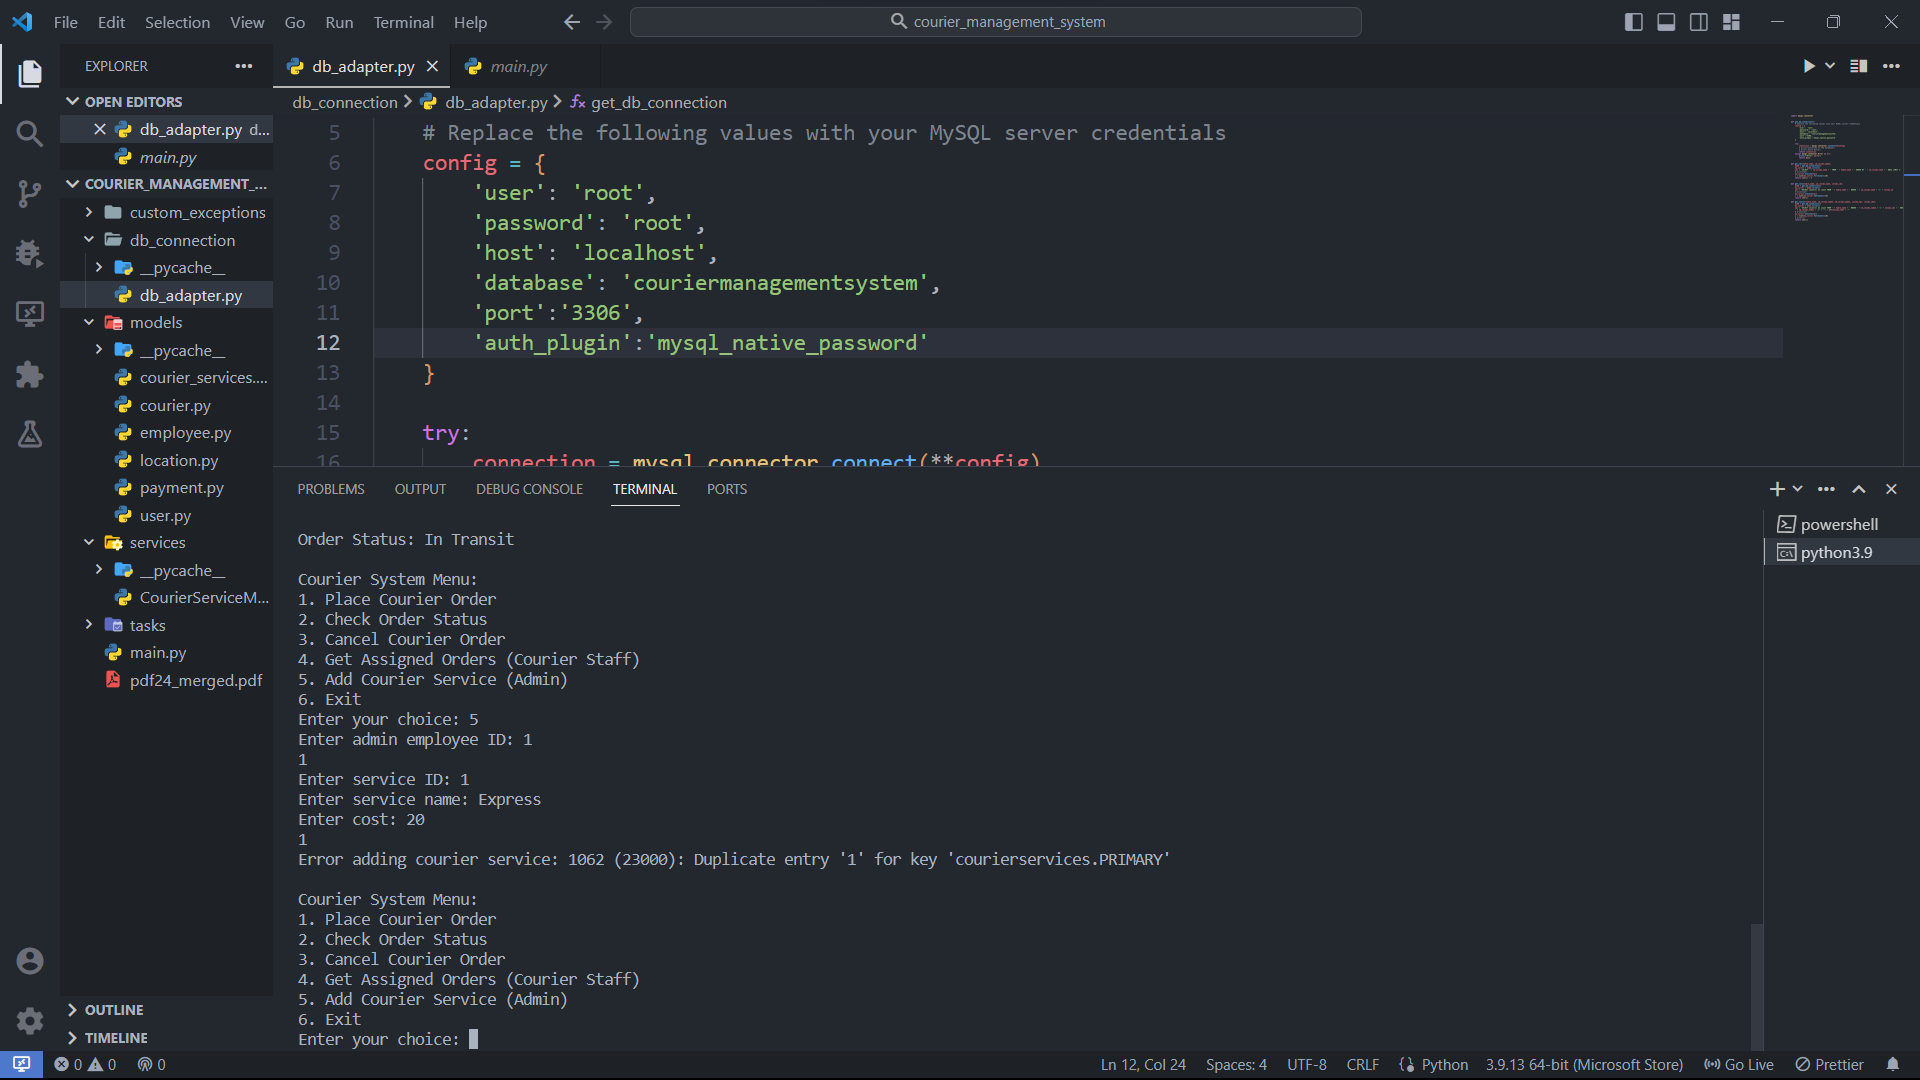 File Edit Selection View Go Run Terminal Help
courier_management_system
EXPLORER
OPEN EDITORS
db_adapter.py d...
main.py
COURIER_MANAGEMENT_...
custom_exceptions
db_connection
__pycache__
db_adapter.py
models
__pycache__
courier_services....
courier.py
employee.py
location.py
payment.py
user.py
services
__pycache__
CourierServiceM...
tasks
main.py
pdf24_merged.pdf
OUTLINE
TIMELINE
db_adapter.py
main.py
db_connection > db_adapter.py > get_db_connection
5 # Replace the following values with your MySQL server credentials
6 config = {
7 'user': 'root',
8 'password': 'root',
9 'host': 'localhost',
10 'database': 'couriermanagementsystem',
11 'port':'3306',
12 'auth_plugin':'mysql_native_password'
13 }
14
15 try:
16 connection = mysql.connector.connect(**config)
PROBLEMS OUTPUT DEBUG CONSOLE TERMINAL PORTS
powershell
python3.9
Order Status: In Transit
Courier System Menu:
1. Place Courier Order
2. Check Order Status
3. Cancel Courier Order
4. Get Assigned Orders (Courier Staff)
5. Add Courier Service (Admin)
6. Exit
Enter your choice: 5
Enter admin employee ID: 1
1
Enter service ID: 1
Enter service name: Express
Enter cost: 20
1
Error adding courier service: 1062 (23000): Duplicate entry '1' for key 'courierservices.PRIMARY'
Courier System Menu:
1. Place Courier Order
2. Check Order Status
3. Cancel Courier Order
4. Get Assigned Orders (Courier Staff)
5. Add Courier Service (Admin)
6. Exit
Enter your choice:
0 0 0 Ln 12, Col 24 Spaces: 4 UTF-8 CRLF Python 3.9.13 64-bit (Microsoft Store) Go Live Prettier